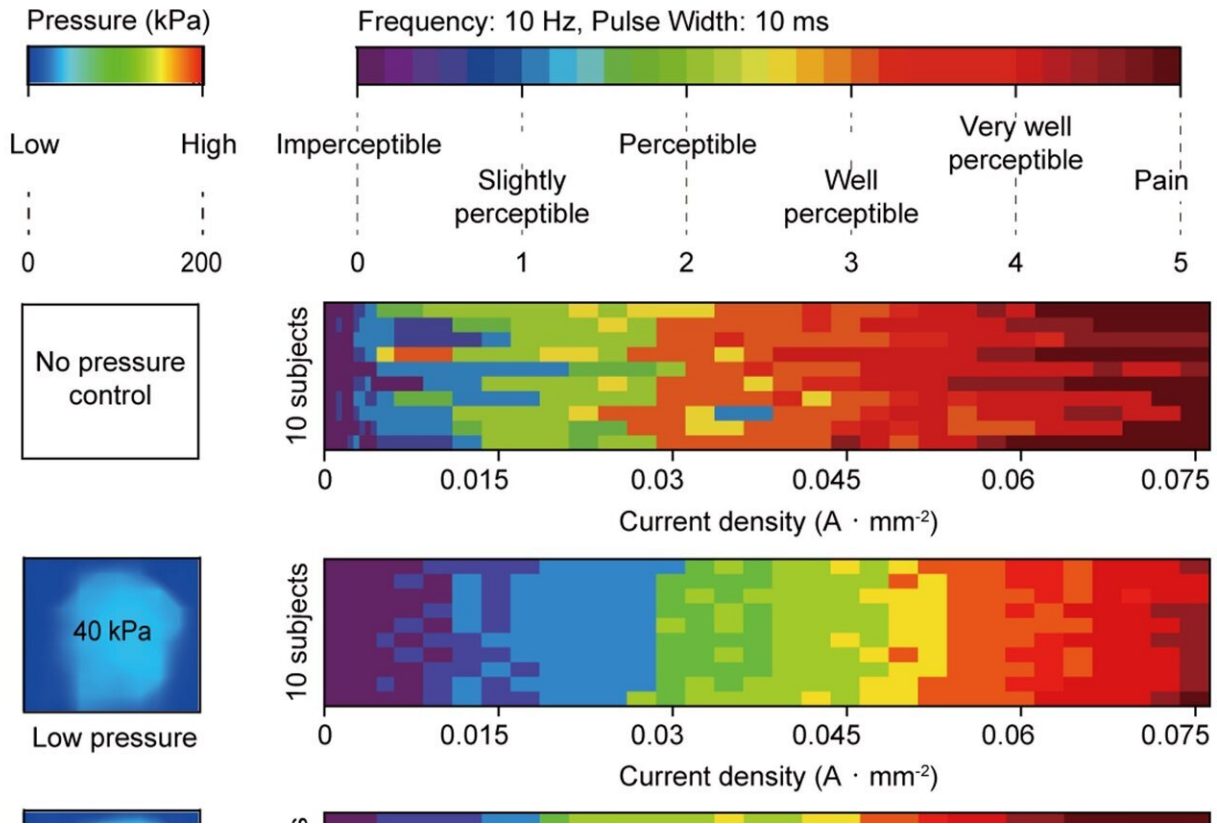 Pressure (kPa)
Frequency: 10 Hz, Pulse Width: 10 ms
Low
High
Imperceptible
Slightly
perceptible
Perceptible
Well
perceptible
Very well
perceptible
Pain
0
200
0
1
2
3
4
5
No pressure
control
10 subjects
0
0.015
0.03
0.045
0.06
0.075
Current density (A · mm⁻²)
40 kPa
Low pressure
10 subjects
0
0.015
0.03
0.045
0.06
0.075
Current density (A · mm⁻²)